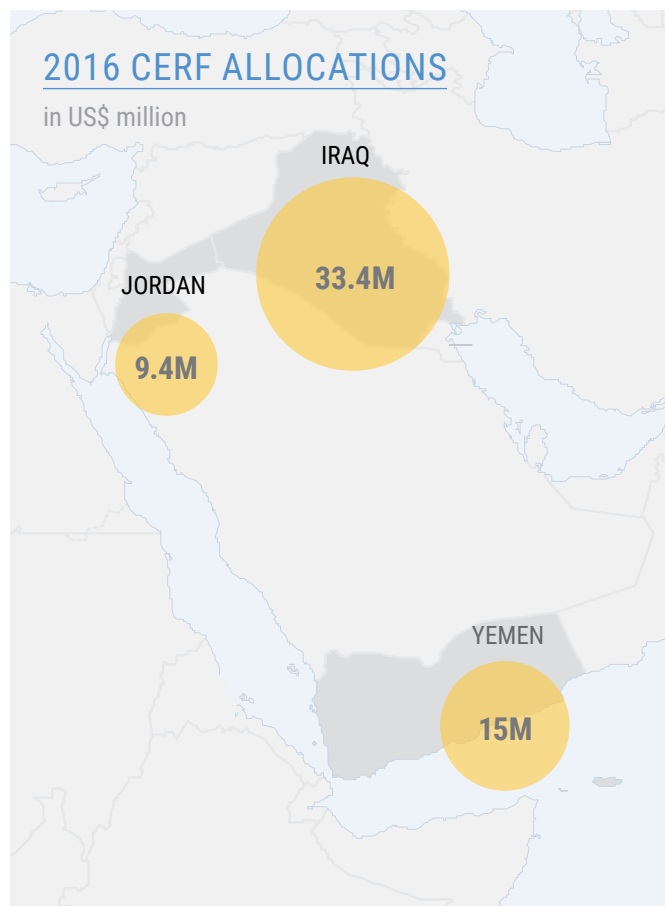 2016 CERF ALLOCATIONS
in US$ million
IRAQ
33.4M
JORDAN
9.4M
YEMEN
15M